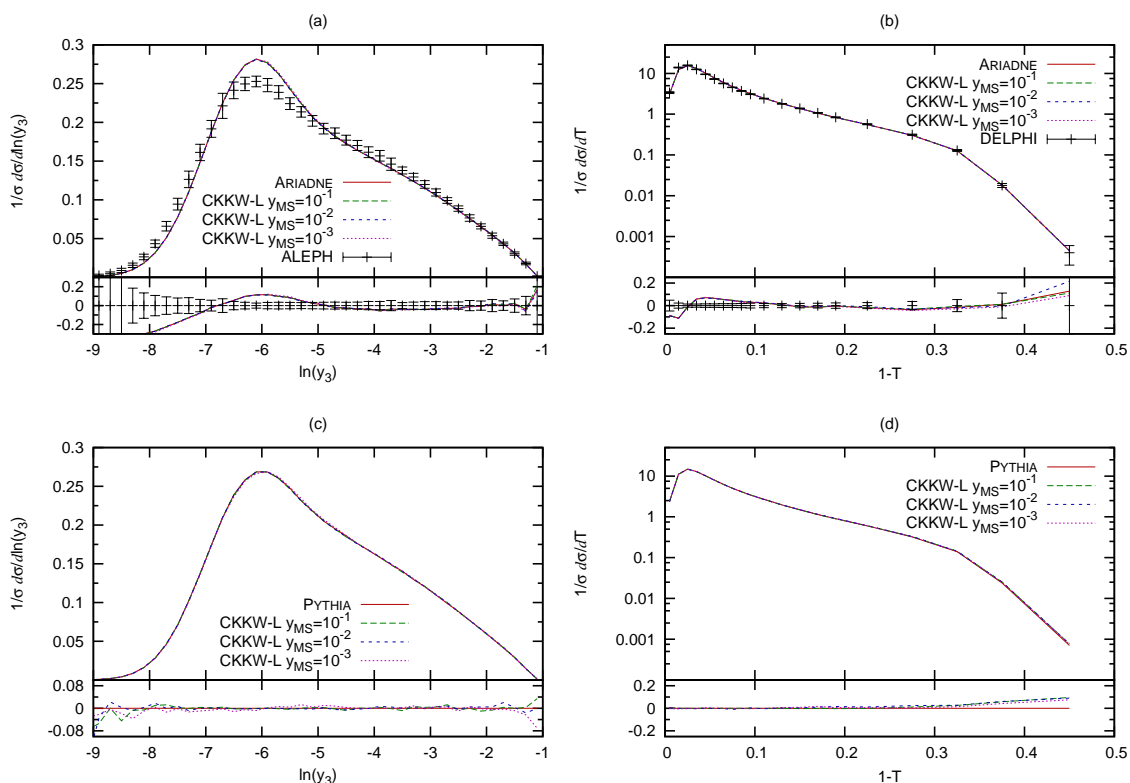 (a)
0.3
0.25
0.2
0.15
0.1
0.05
1/σ dσ/dln(y3)
ARIADNE
CKKW-L yMS=10-1
CKKW-L yMS=10-2
CKKW-L yMS=10-3
ALEPH
0.2
0
-0.2
-9 -8 -7 -6 -5 -4 -3 -2 -1
ln(y3)
(b)
10
1
0.1
0.01
0.001
1/σ dσ/dT
ARIADNE
CKKW-L yMS=10-1
CKKW-L yMS=10-2
CKKW-L yMS=10-3
DELPHI
0.2
0
-0.2
0 0.1 0.2 0.3 0.4 0.5
1-T
(c)
0.3
0.25
0.2
0.15
0.1
0.05
1/σ dσ/dln(y3)
PYTHIA
CKKW-L yMS=10-1
CKKW-L yMS=10-2
CKKW-L yMS=10-3
0.08
0
-0.08
-9 -8 -7 -6 -5 -4 -3 -2 -1
ln(y3)
(d)
10
1
0.1
0.01
0.001
1/σ dσ/dT
PYTHIA
CKKW-L yMS=10-1
CKKW-L yMS=10-2
CKKW-L yMS=10-3
0.2
0
-0.2
0 0.1 0.2 0.3 0.4 0.5
1-T